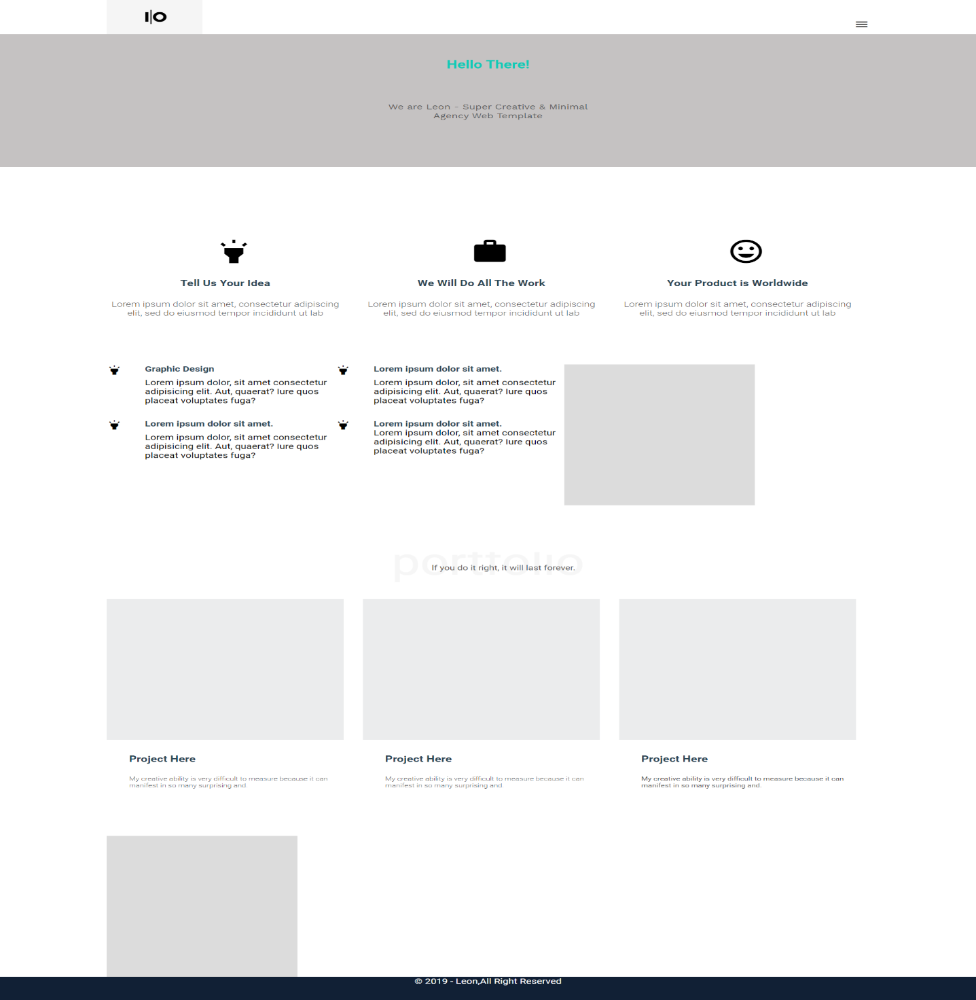 I|O
Hello There!
We are Leon - Super Creative & Minimal
Agency Web Template
Tell Us Your Idea
Lorem ipsum dolor sit amet, consectetur adipiscing
elit, sed do eiusmod tempor incididunt ut lab
We Will Do All The Work
Lorem ipsum dolor sit amet, consectetur adipiscing
elit, sed do eiusmod tempor incididunt ut lab
Your Product is Worldwide
Lorem ipsum dolor sit amet, consectetur adipiscing
elit, sed do eiusmod tempor incididunt ut lab
Graphic Design
Lorem ipsum dolor, sit amet consectetur
adipisicing elit. Aut, quaerat? Iure quos
placeat voluptates fuga?
Lorem ipsum dolor sit amet.
Lorem ipsum dolor, sit amet consectetur
adipisicing elit. Aut, quaerat? Iure quos
placeat voluptates fuga?
Lorem ipsum dolor sit amet.
Lorem ipsum dolor, sit amet consectetur
adipisicing elit. Aut, quaerat? Iure quos
placeat voluptates fuga?
Lorem ipsum dolor sit amet.
Lorem ipsum dolor, sit amet consectetur
adipisicing elit. Aut, quaerat? Iure quos
placeat voluptates fuga?
portfolio
If you do it right, it will last forever.
Project Here
My creative ability is very difficult to measure because it can
manifest in so many surprising and.
Project Here
My creative ability is very difficult to measure because it can
manifest in so many surprising and.
Project Here
My creative ability is very difficult to measure because it can
manifest in so many surprising and.
© 2019 - Leon,All Right Reserved